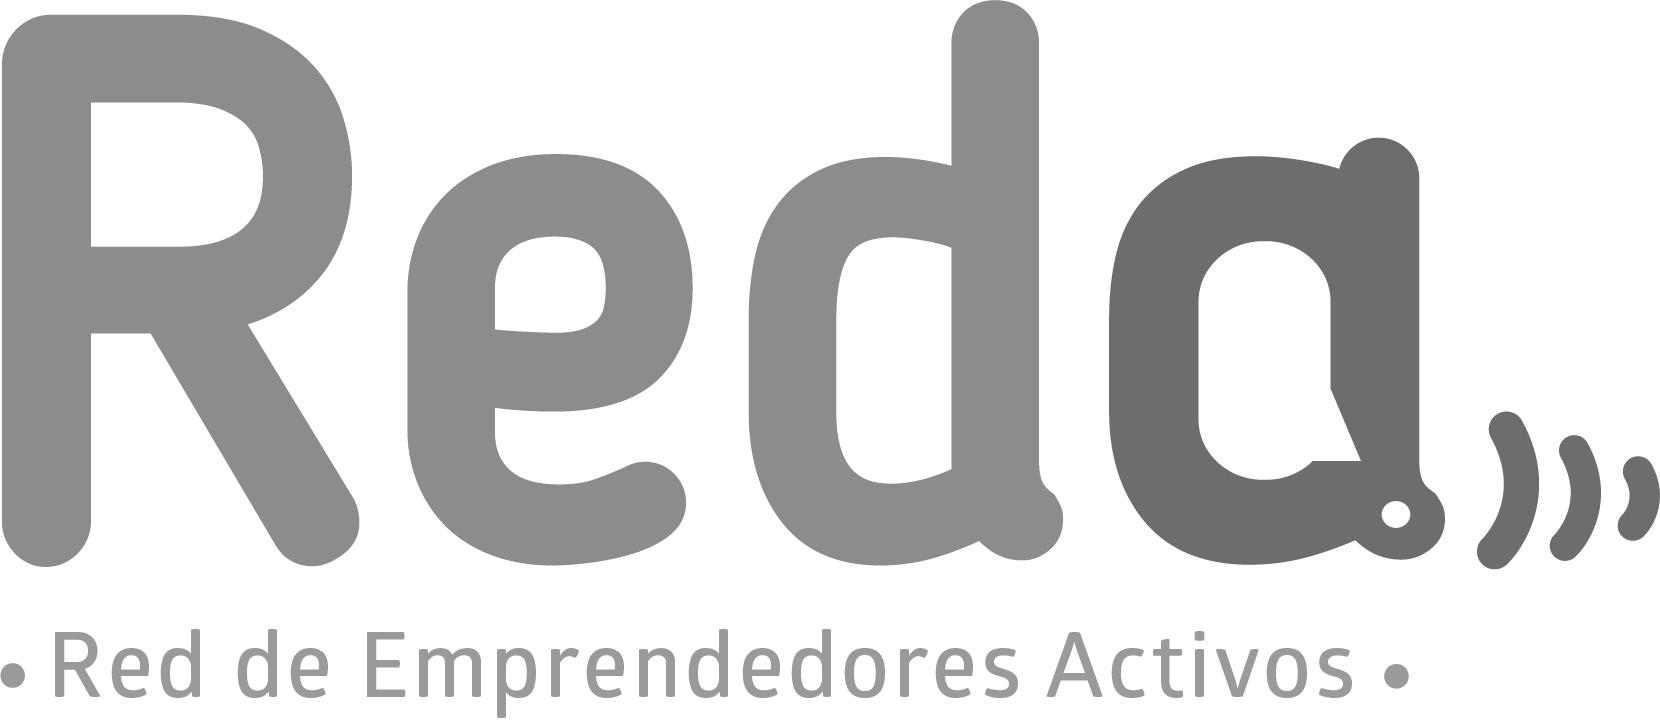 Reda
• Red de Emprendedores Activos •